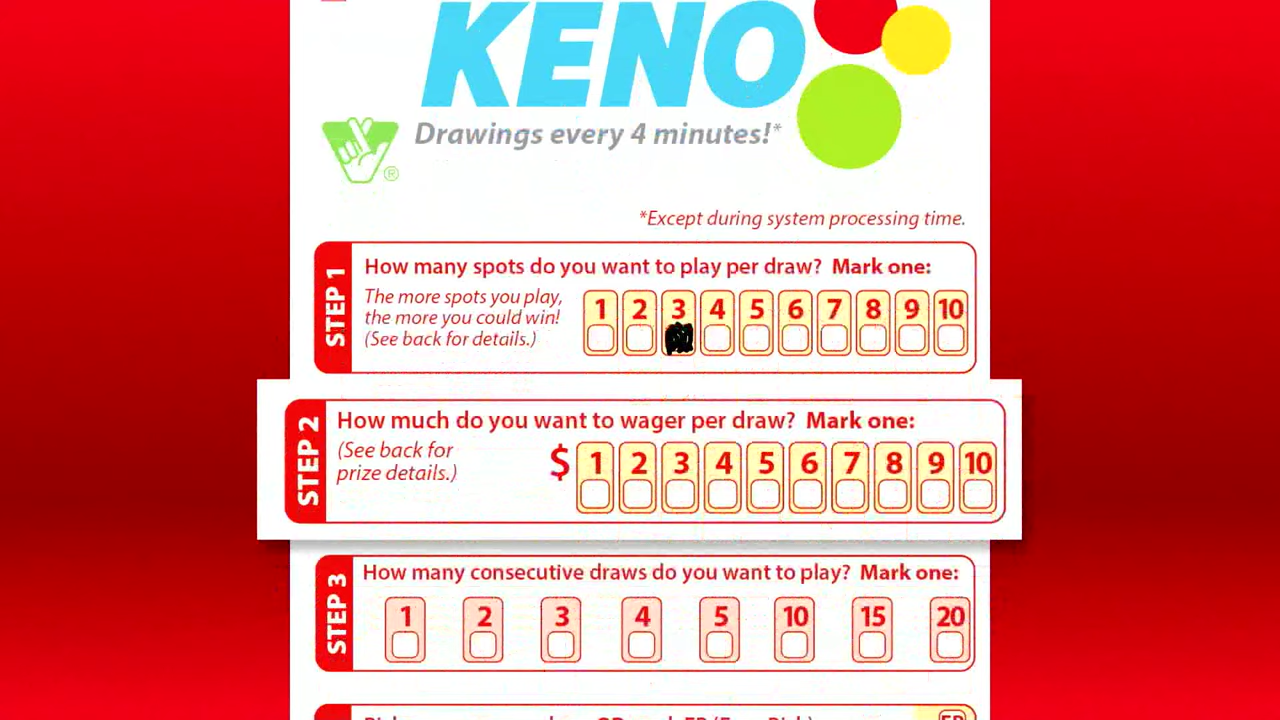 KENO
Drawings every 4 minutes!*
®
*Except during system processing time.
STEP 1
How many spots do you want to play per draw? Mark one:
The more spots you play,
the more you could win!
(See back for details.)
1 2 3 4 5 6 7 8 9 10
STEP 2
How much do you want to wager per draw? Mark one:
(See back for
prize details.)
$ 1 2 3 4 5 6 7 8 9 10
STEP 3
How many consecutive draws do you want to play? Mark one:
1 2 3 4 5 10 15 20